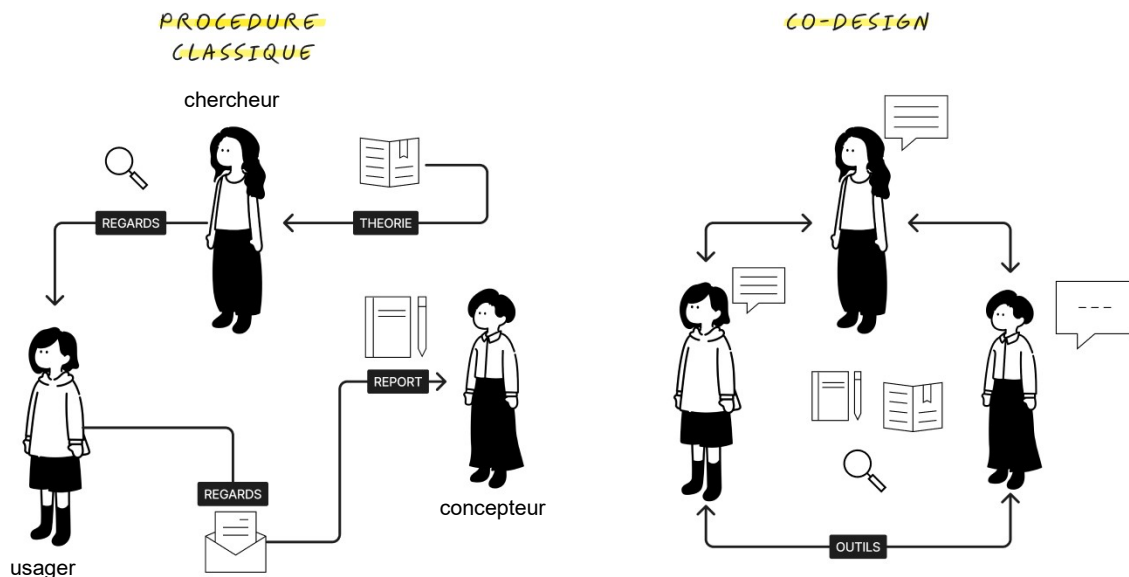 PROCEDURE
CLASSIQUE
chercheur
REGARDS
THEORIE
REPORT
REGARDS
concepteur
usager
CO-DESIGN
OUTILS